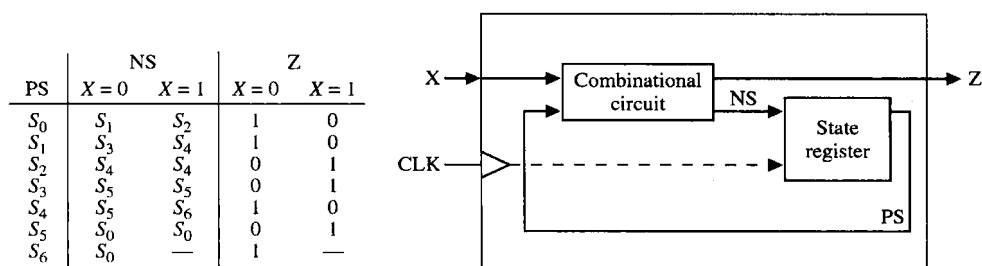 NS Z
PS X = 0 X = 1 X = 0 X = 1
S0 S1 S2 1 0
S1 S3 S4 1 0
S2 S4 S4 0 1
S3 S5 S5 0 1
S4 S5 S6 1 0
S5 S0 S0 0 1
S6 S0 — 1 —
X
Combinational
circuit
Z
NS
State
register
CLK
PS